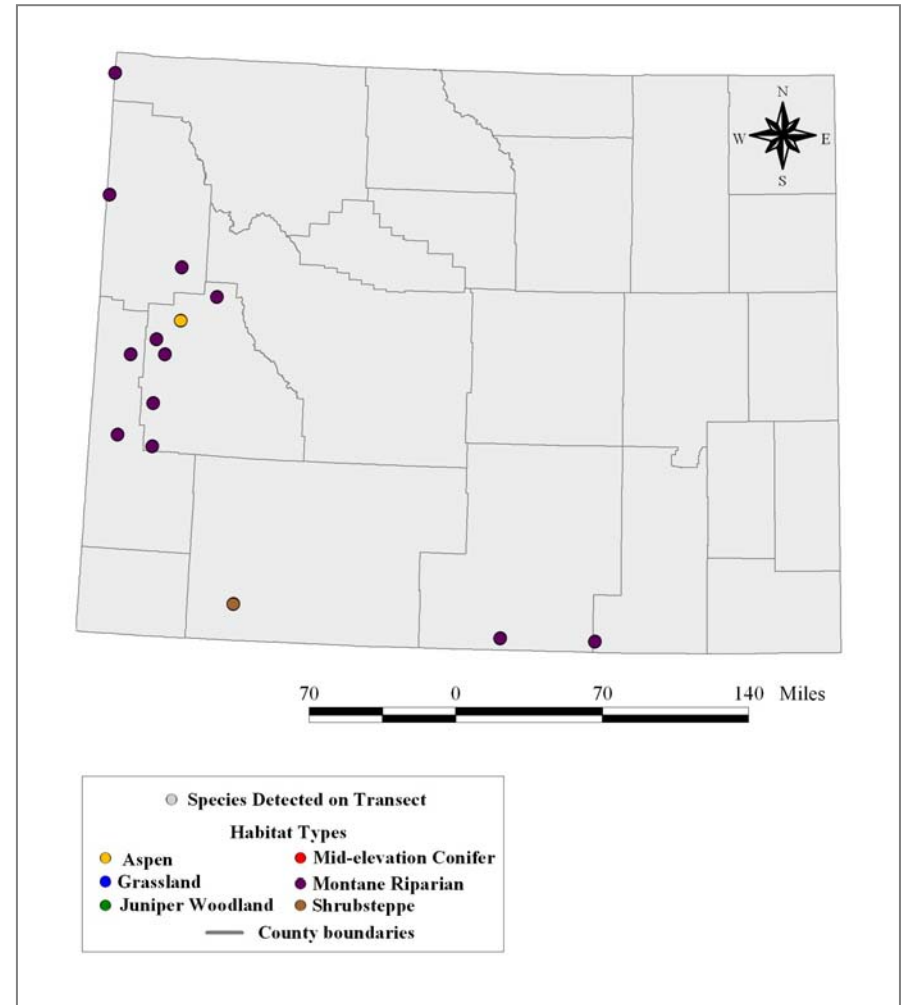 N
W E
S
70 0 70 140 Miles
Species Detected on Transect
Habitat Types
Aspen Mid-elevation Conifer
Grassland Montane Riparian
Juniper Woodland Shrubsteppe
County boundaries